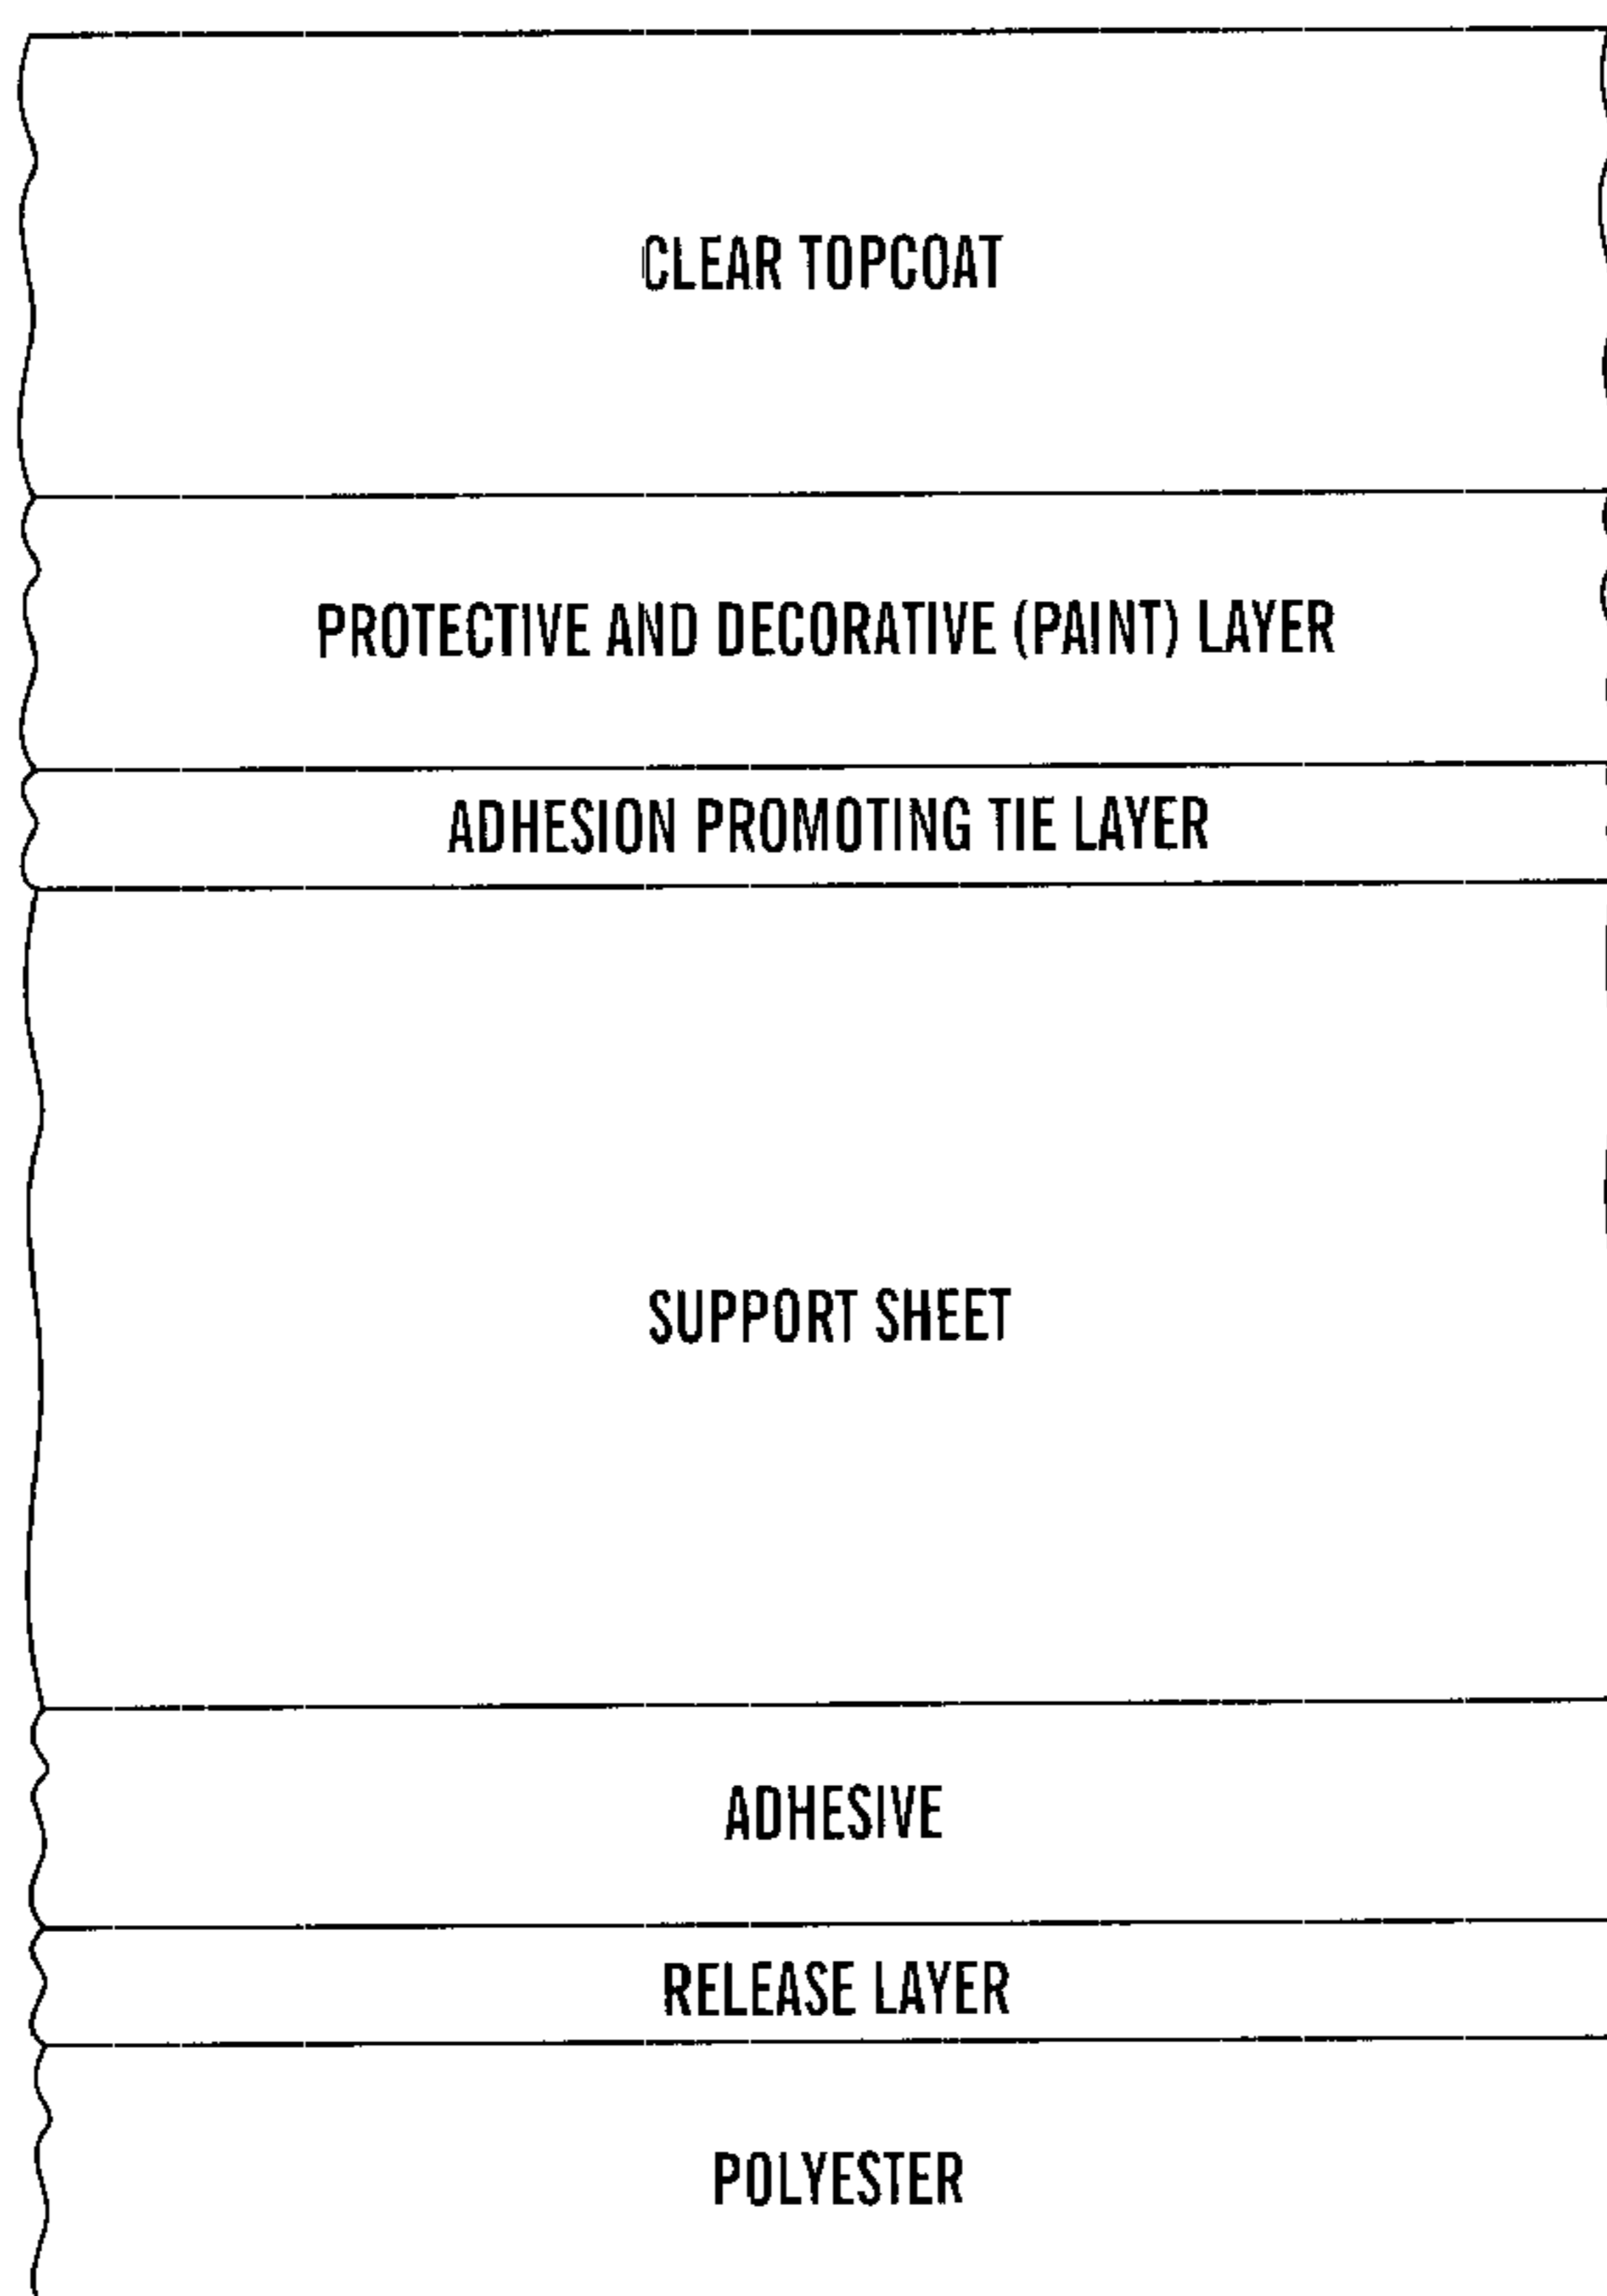 CLEAR TOPCOAT
PROTECTIVE AND DECORATIVE (PAINT) LAYER
ADHESION PROMOTING TIE LAYER
SUPPORT SHEET
ADHESIVE
RELEASE LAYER
POLYESTER